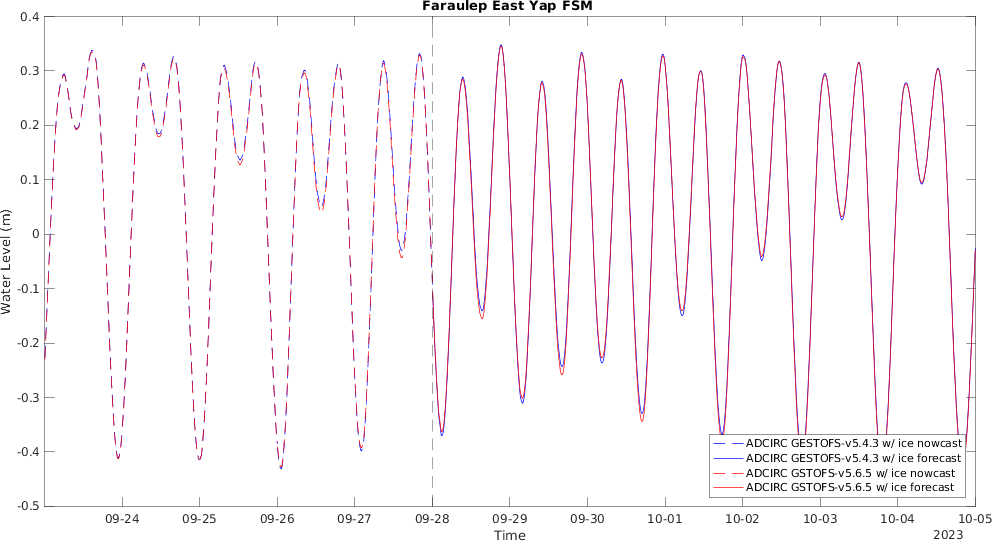 Faraulep East Yap FSM
0.4
0.3
0.2
0.1
0
-0.1
-0.2
-0.3
-0.4
-0.5
Water Level (m)
ADCIRC GESTOFS-v5.4.3 w/ ice nowcast
ADCIRC GESTOFS-v5.4.3 w/ ice forecast
ADCIRC GSTOFS-v5.6.5 w/ ice nowcast
ADCIRC GSTOFS-v5.6.5 w/ ice forecast
09-24 09-25 09-26 09-27 09-28 09-29 09-30 10-01 10-02 10-03 10-04 10-05
Time
2023